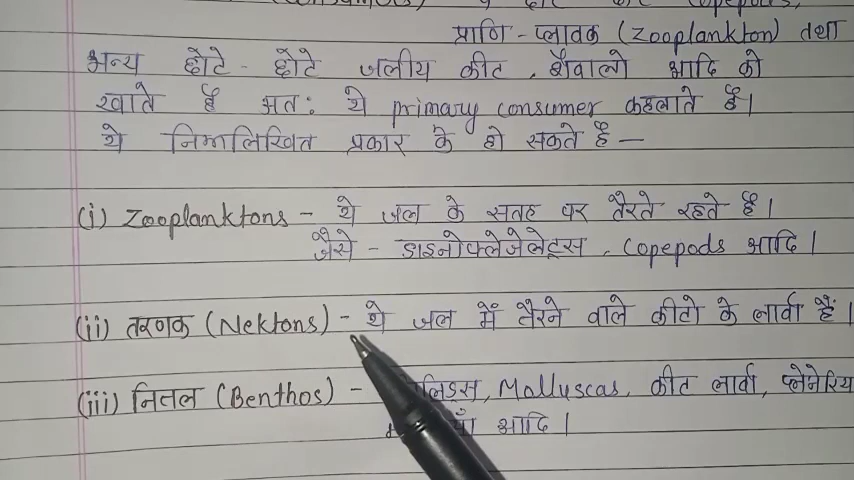 प्राणि-प्लावक (Zooplankton) तथा
अन्य छोटे-छोटे जलीय कीट, शैवालो आदि को
खाते हैं अतः ये primary consumer कहलाते हैं।
ये निम्नलिखित प्रकार के हो सकते हैं —
(i) Zooplanktons - ये जल के सतह पर तैरते रहते हैं।
जैसे - डाइनोफ्लेजेलेट्स, Copepods आदि।
(ii) तरणक (Nektons) - ये जल में तैरने वाले कीटो के लार्वा हैं।
(iii) नितल (Benthos) - Molluscas, कीट लार्वा, प्लेनेरिय
आदि।